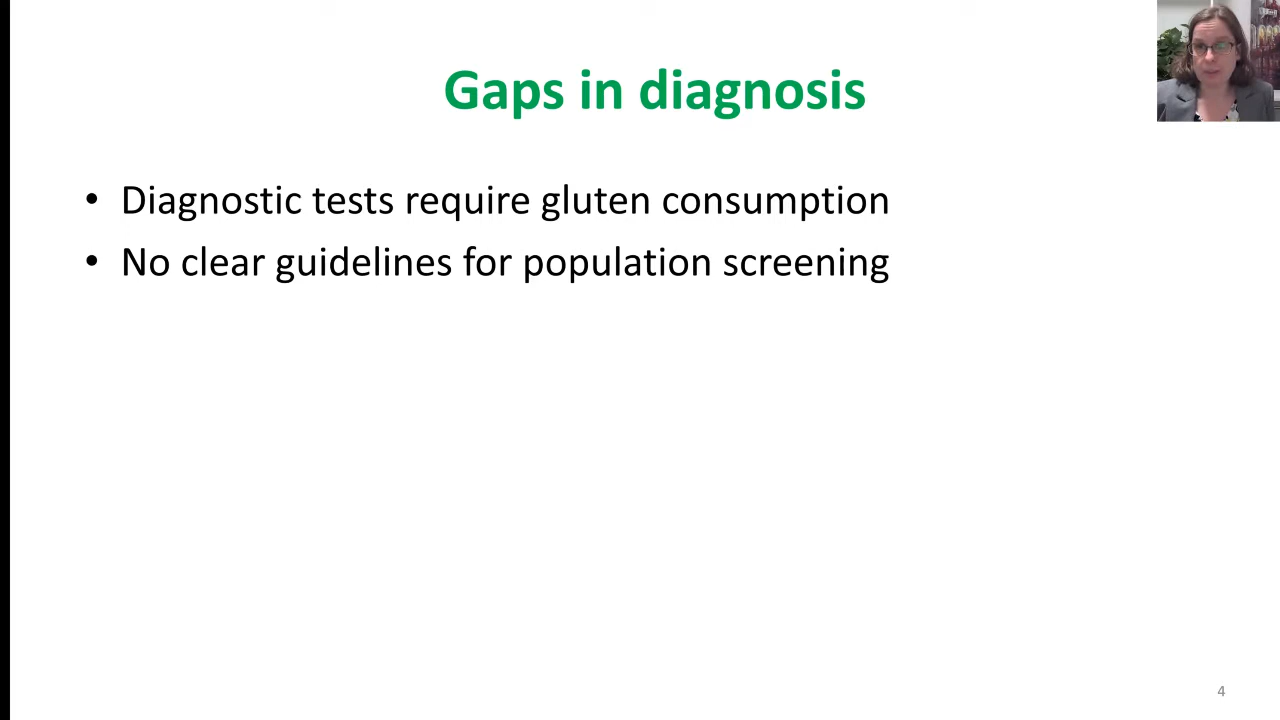 Gaps in diagnosis
• Diagnostic tests require gluten consumption
• No clear guidelines for population screening
4